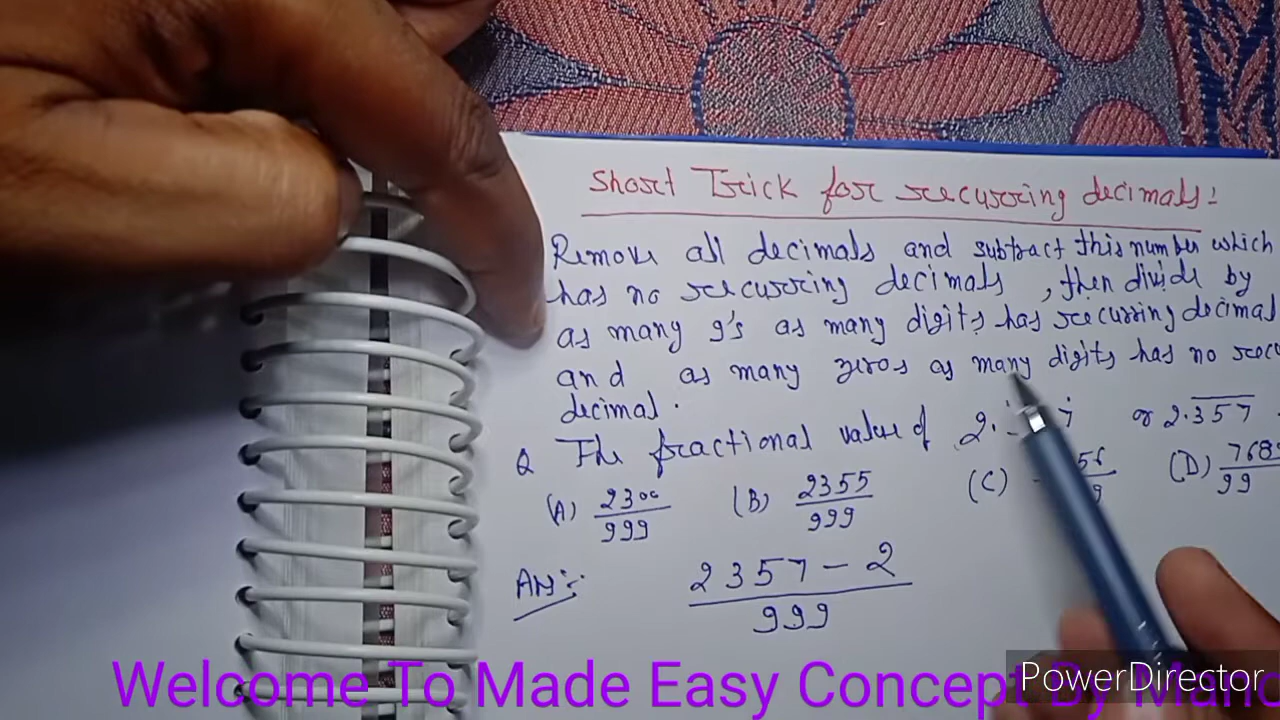 Short Trick for recurring decimals:
Remove all decimals and subtract this number which
has no recurring decimals, then divide by
as many 9's as many digits has recurring decimal
and as many zeros as many digits has no
decimal.
Q The fractional value of 2. 7 or 2.357
(A) 2300/999 (B) 2355/999 (C) (D)
Ans:-
2357-2
999
Welcome To Made Easy Concept By
PowerDirector